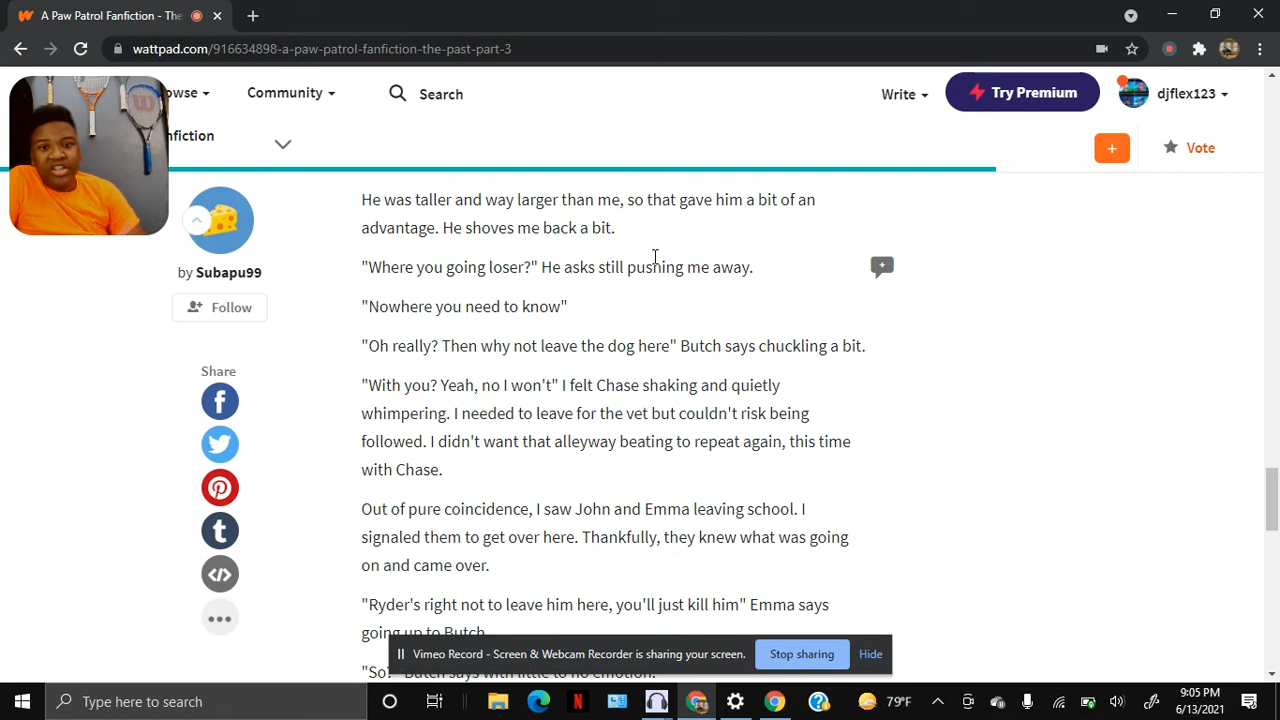 A Paw Patrol Fanfiction - The
wattpad.com/916634898-a-paw-patrol-fanfiction-the-past-part-3
owse
Community
Search
Write
Try Premium
djflex123
nfiction
+
Vote
He was taller and way larger than me, so that gave him a bit of an
advantage. He shoves me back a bit.
by Subapu99
"Where you going loser?" He asks still pushing me away.
Follow
"Nowhere you need to know"
"Oh really? Then why not leave the dog here" Butch says chuckling a bit.
Share
"With you? Yeah, no I won't" I felt Chase shaking and quietly
whimpering. I needed to leave for the vet but couldn't risk being
followed. I didn't want that alleyway beating to repeat again, this time
with Chase.
Out of pure coincidence, I saw John and Emma leaving school. I
signaled them to get over here. Thankfully, they knew what was going
on and came over.
"Ryder's right not to leave him here, you'll just kill him" Emma says
going up to Butch.
Vimeo Record - Screen & Webcam Recorder is sharing your screen.
Stop sharing
Hide
"So?" Butch says with little to no emotion.
Type here to search
79°F
9:05 PM
6/13/2021